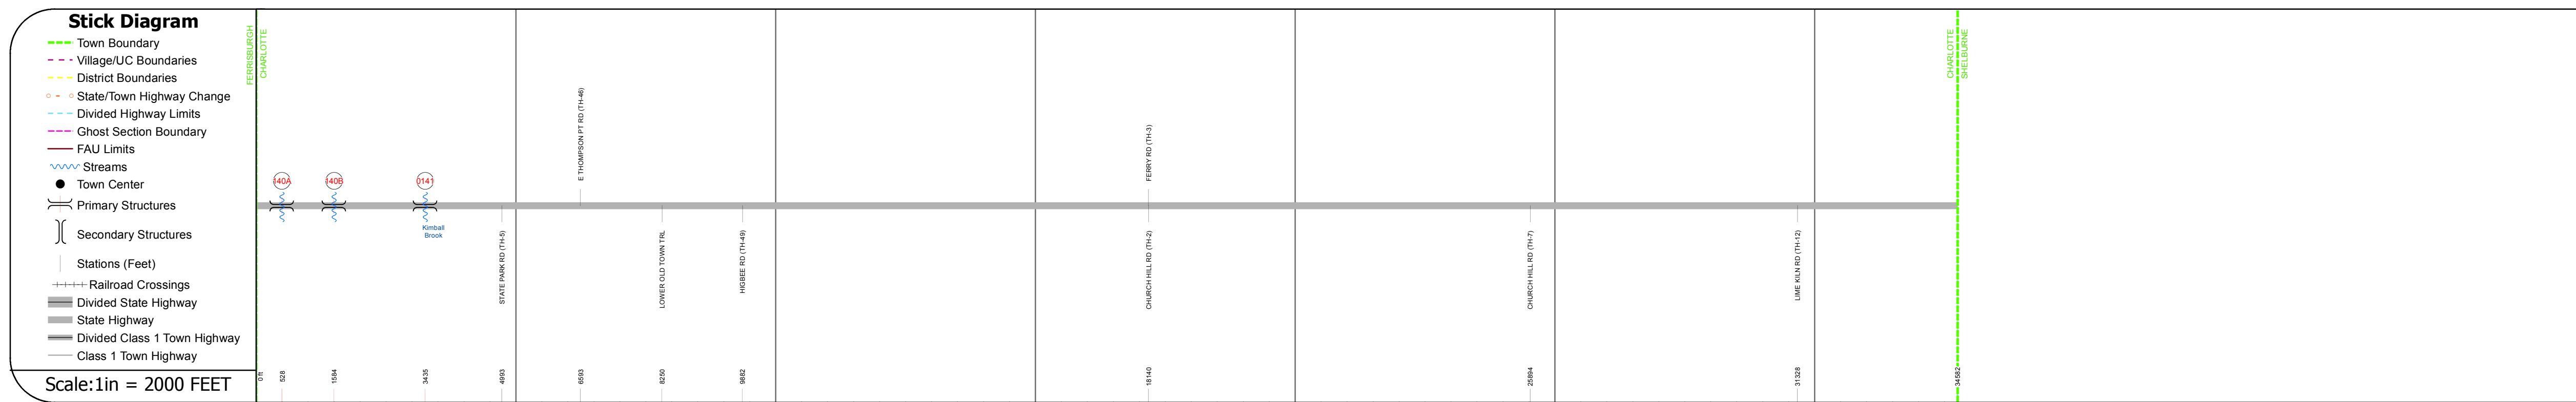 Stick Diagram
Town Boundary
Village/UC Boundaries
District Boundaries
State/Town Highway Change
Divided Highway Limits
Ghost Section Boundary
FAU Limits
Streams
Town Center
Primary Structures
Secondary Structures
Stations (Feet)
Railroad Crossings
Divided State Highway
State Highway
Divided Class 1 Town Highway
Class 1 Town Highway
Scale:1in = 2000 FEET
FERRISBURGH
CHARLOTTE
140A
140B
0141
Kimball
Brook
STATE PARK RD (TH-5)
E THOMPSON PT RD (TH-46)
LOWER OLD TOWN TRL
HIGBEE RD (TH-49)
FERRY RD (TH-3)
CHURCH HILL RD (TH-2)
CHURCH HILL RD (TH-7)
LIME KILN RD (TH-12)
CHARLOTTE
SHELBURNE
0 ft
528
1584
3435
4993
6593
8250
9882
18140
25894
31328
34582